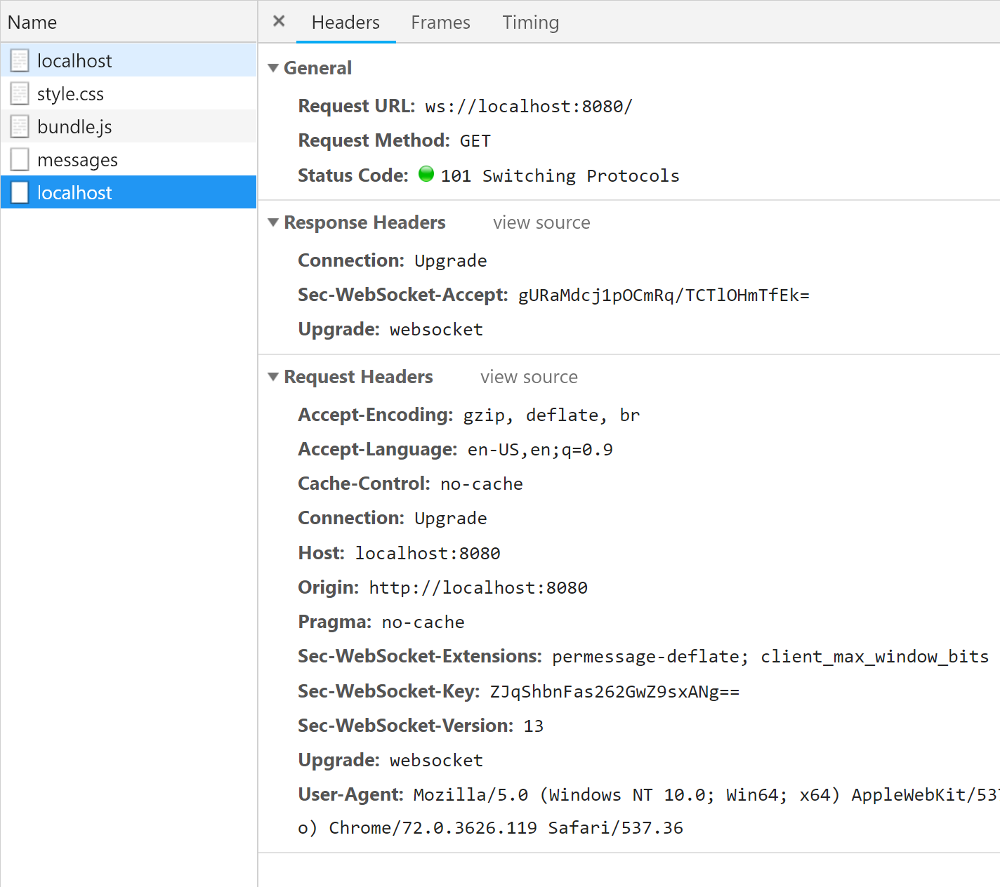 Name
localhost
style.css
bundle.js
messages
localhost
Headers Frames Timing
General
Request URL: ws://localhost:8080/
Request Method: GET
Status Code: 101 Switching Protocols
Response Headers view source
Connection: Upgrade
Sec-WebSocket-Accept: gURaMdcj1pOCmRq/TCTlOHmTfEk=
Upgrade: websocket
Request Headers view source
Accept-Encoding: gzip, deflate, br
Accept-Language: en-US,en;q=0.9
Cache-Control: no-cache
Connection: Upgrade
Host: localhost:8080
Origin: http://localhost:8080
Pragma: no-cache
Sec-WebSocket-Extensions: permessage-deflate; client_max_window_bits
Sec-WebSocket-Key: ZJqShbnFas262GwZ9sxANg==
Sec-WebSocket-Version: 13
Upgrade: websocket
User-Agent: Mozilla/5.0 (Windows NT 10.0; Win64; x64) AppleWebKit/537
o) Chrome/72.0.3626.119 Safari/537.36